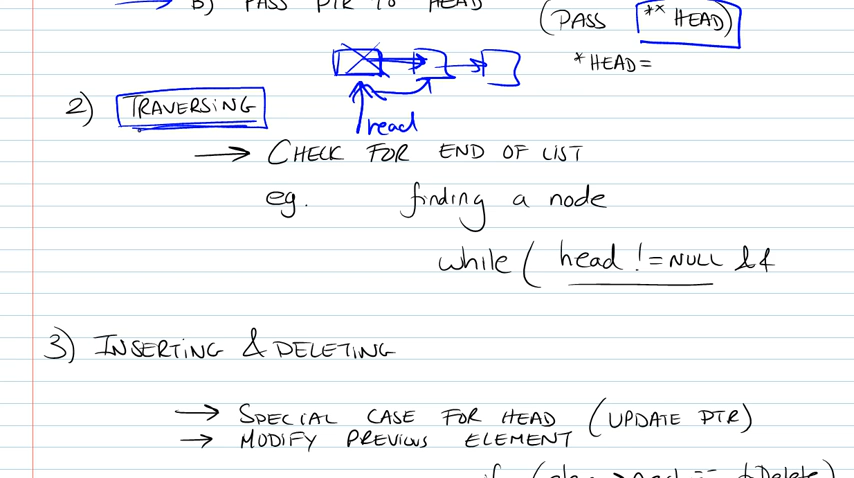 → B) PASS PTR TO HEAD
(PASS **HEAD)
*HEAD=
head
2) TRAVERSING
→ CHECK FOR END OF LIST
eg. finding a node
while ( head != NULL &&
3) INSERTING & DELETING
→ SPECIAL CASE FOR HEAD (UPDATE PTR)
→ MODIFY PREVIOUS ELEMENT
if (